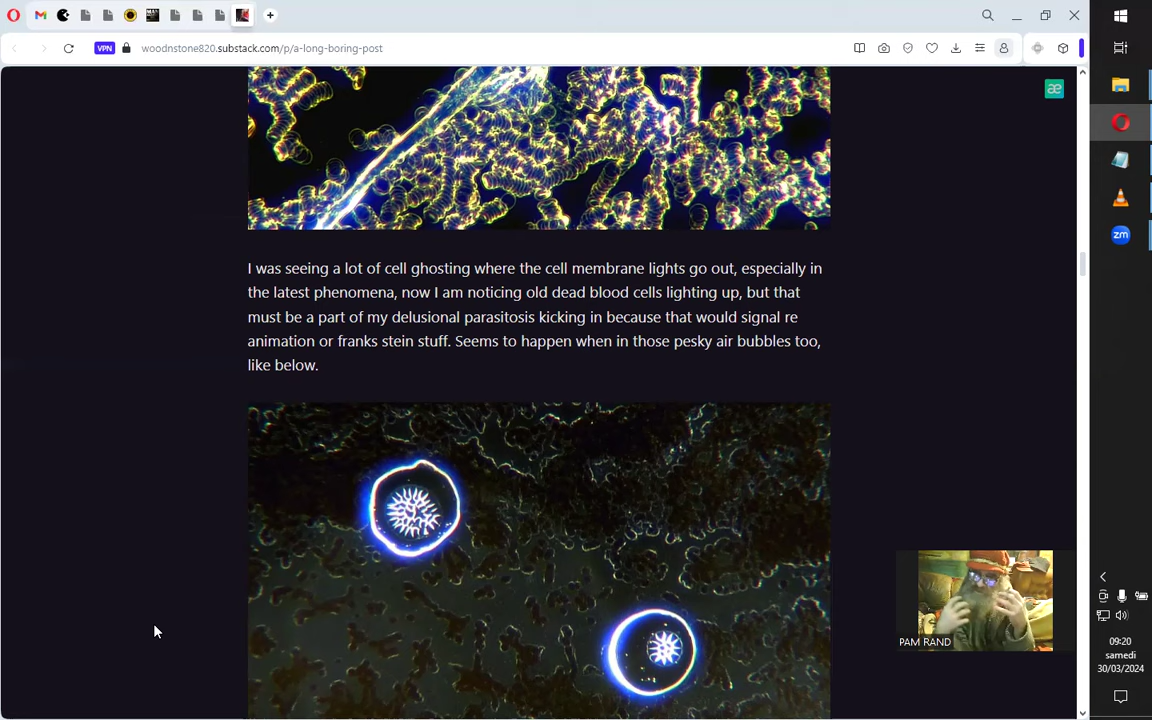 VPN
woodnstone820.substack.com/p/a-long-boring-post
æ
I was seeing a lot of cell ghosting where the cell membrane lights go out, especially in
the latest phenomena, now I am noticing old dead blood cells lighting up, but that
must be a part of my delusional parasitosis kicking in because that would signal re
animation or franks stein stuff. Seems to happen when in those pesky air bubbles too,
like below.
zm
PAM RAND
09:20
samedi
30/03/2024